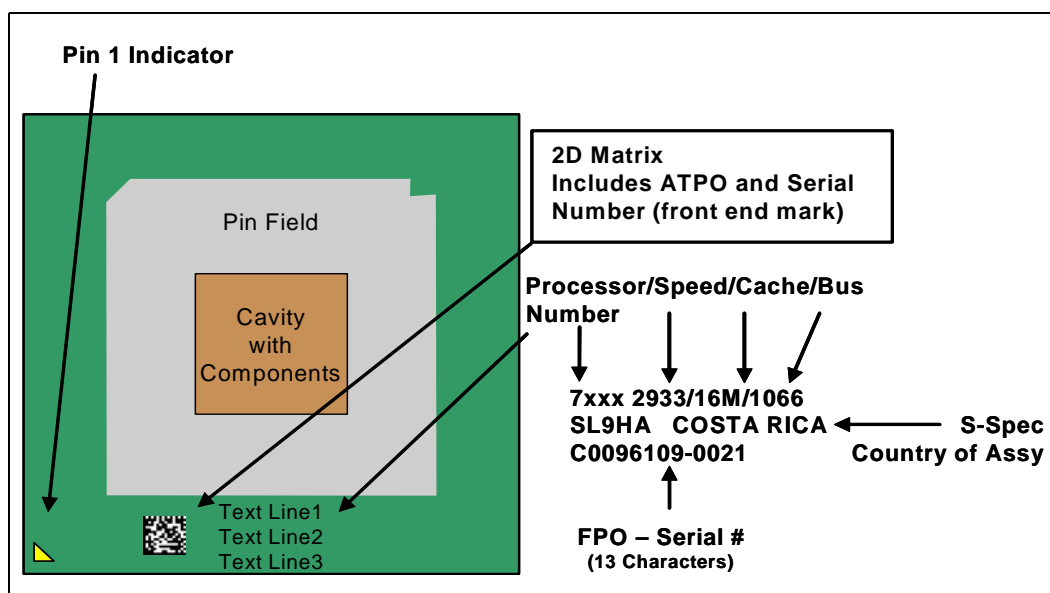 Pin 1 Indicator
2D Matrix
Includes ATPO and Serial
Number (front end mark)
Pin Field
Cavity
with
Components
Processor/Speed/Cache/Bus
Number
7xxx 2933/16M/1066
SL9HA COSTA RICA
C0096109-0021
S-Spec
Country of Assy
FPO – Serial #
(13 Characters)
Text Line1
Text Line2
Text Line3